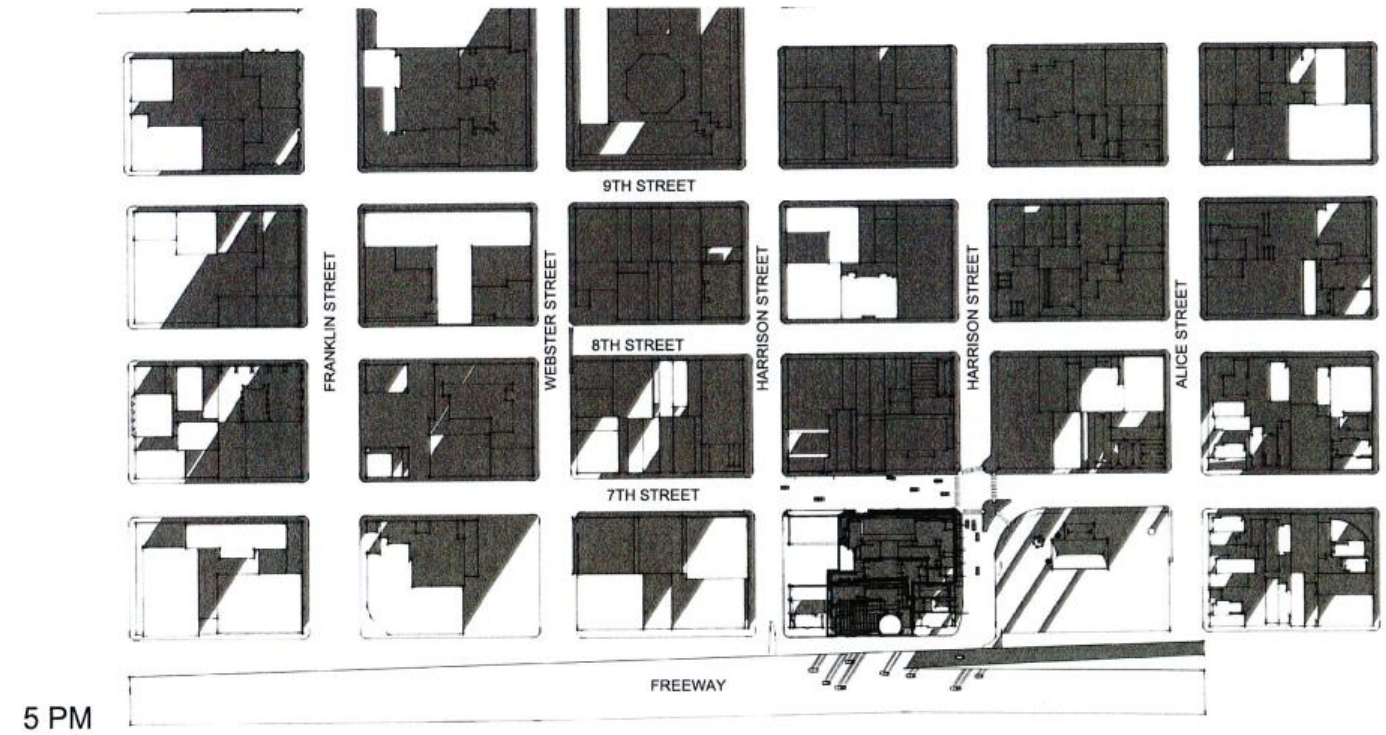 9TH STREET
FRANKLIN STREET
WEBSTER STREET
HARRISON STREET
HARRISON STREET
ALICE STREET
8TH STREET
7TH STREET
FREEWAY
5 PM